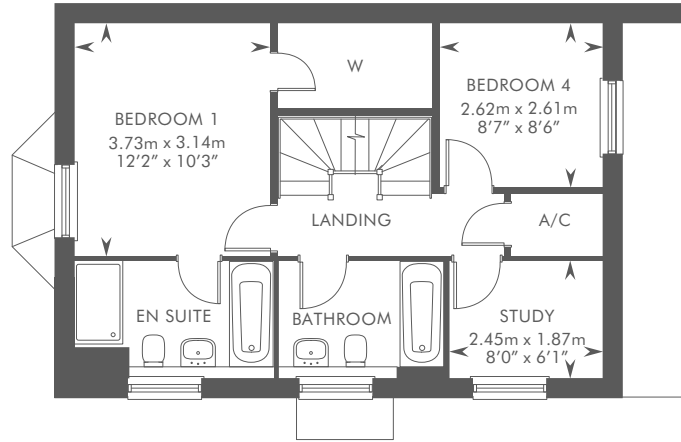 W
BEDROOM 1
3.73m x 3.14m
12'2” x 10'3”
BEDROOM 4
2.62m x 2.61m
8'7” x 8'6”
LANDING
A/C
EN SUITE
BATHROOM
STUDY
2.45m x 1.87m
8'0” x 6'1”